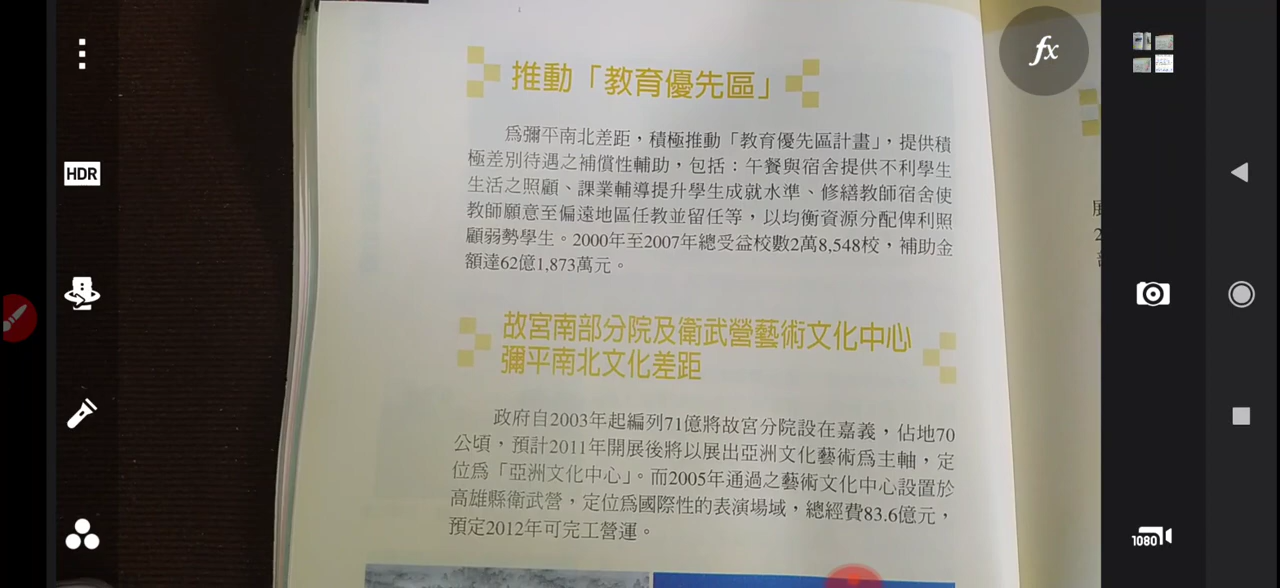 fx
HDR
推動「教育優先區」
為彌平南北差距，積極推動「教育優先區計畫」，提供積
極差別待遇之補償性輔助，包括：午餐與宿舍提供不利學生
生活之照顧、課業輔導提升學生成就水準、修繕教師宿舍使
教師願意至偏遠地區任教並留任等，以均衡資源分配俾利照
顧弱勢學生。2000年至2007年總受益校數2萬8,548校，補助金
額達62億1,873萬元。
故宮南部分院及衛武營藝術文化中心
彌平南北文化差距
政府自2003年起編列71億將故宮分院設在嘉義，佔地70
公頃，預計2011年開展後將以展出亞洲文化藝術為主軸，定
位為「亞洲文化中心」。而2005年通過之藝術文化中心設置於
高雄縣衛武營，定位為國際性的表演場域，總經費83.6億元，
預定2012年可完工營運。
1080